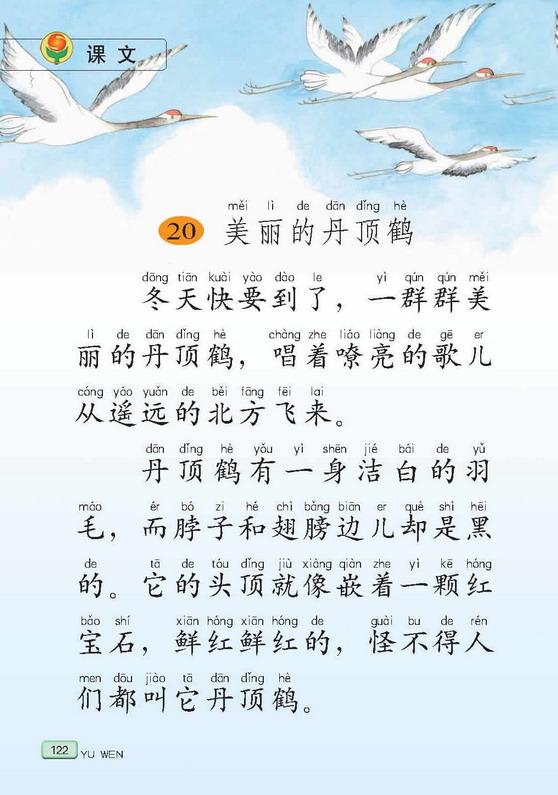 课文
měi lì de dān dǐng hè
20 美丽的丹顶鹤
dōng tiān kuài yào dào le yì qún qún měi
冬天快要到了，一群群美
lì de dān dǐng hè chàng zhe liáo liàng de gē er
丽的丹顶鹤，唱着嘹亮的歌儿
cóng yáo yuǎn de běi fāng fēi lai
从遥远的北方飞来。
dān dǐng hè yǒu yì shēn jié bái de yǔ
丹顶鹤有一身洁白的羽
máo ér bó zi hé chì bǎng biān er què shì hēi
毛，而脖子和翅膀边儿却是黑
de tā de tóu dǐng jiù xiàng qiàn zhe yì kē hóng
的。它的头顶就像嵌着一颗红
bǎo shí xiān hóng xiān hóng de guài bu de rén
宝石，鲜红鲜红的，怪不得人
men dōu jiào tā dān dǐng hè
们都叫它丹顶鹤。
122 YU WEN